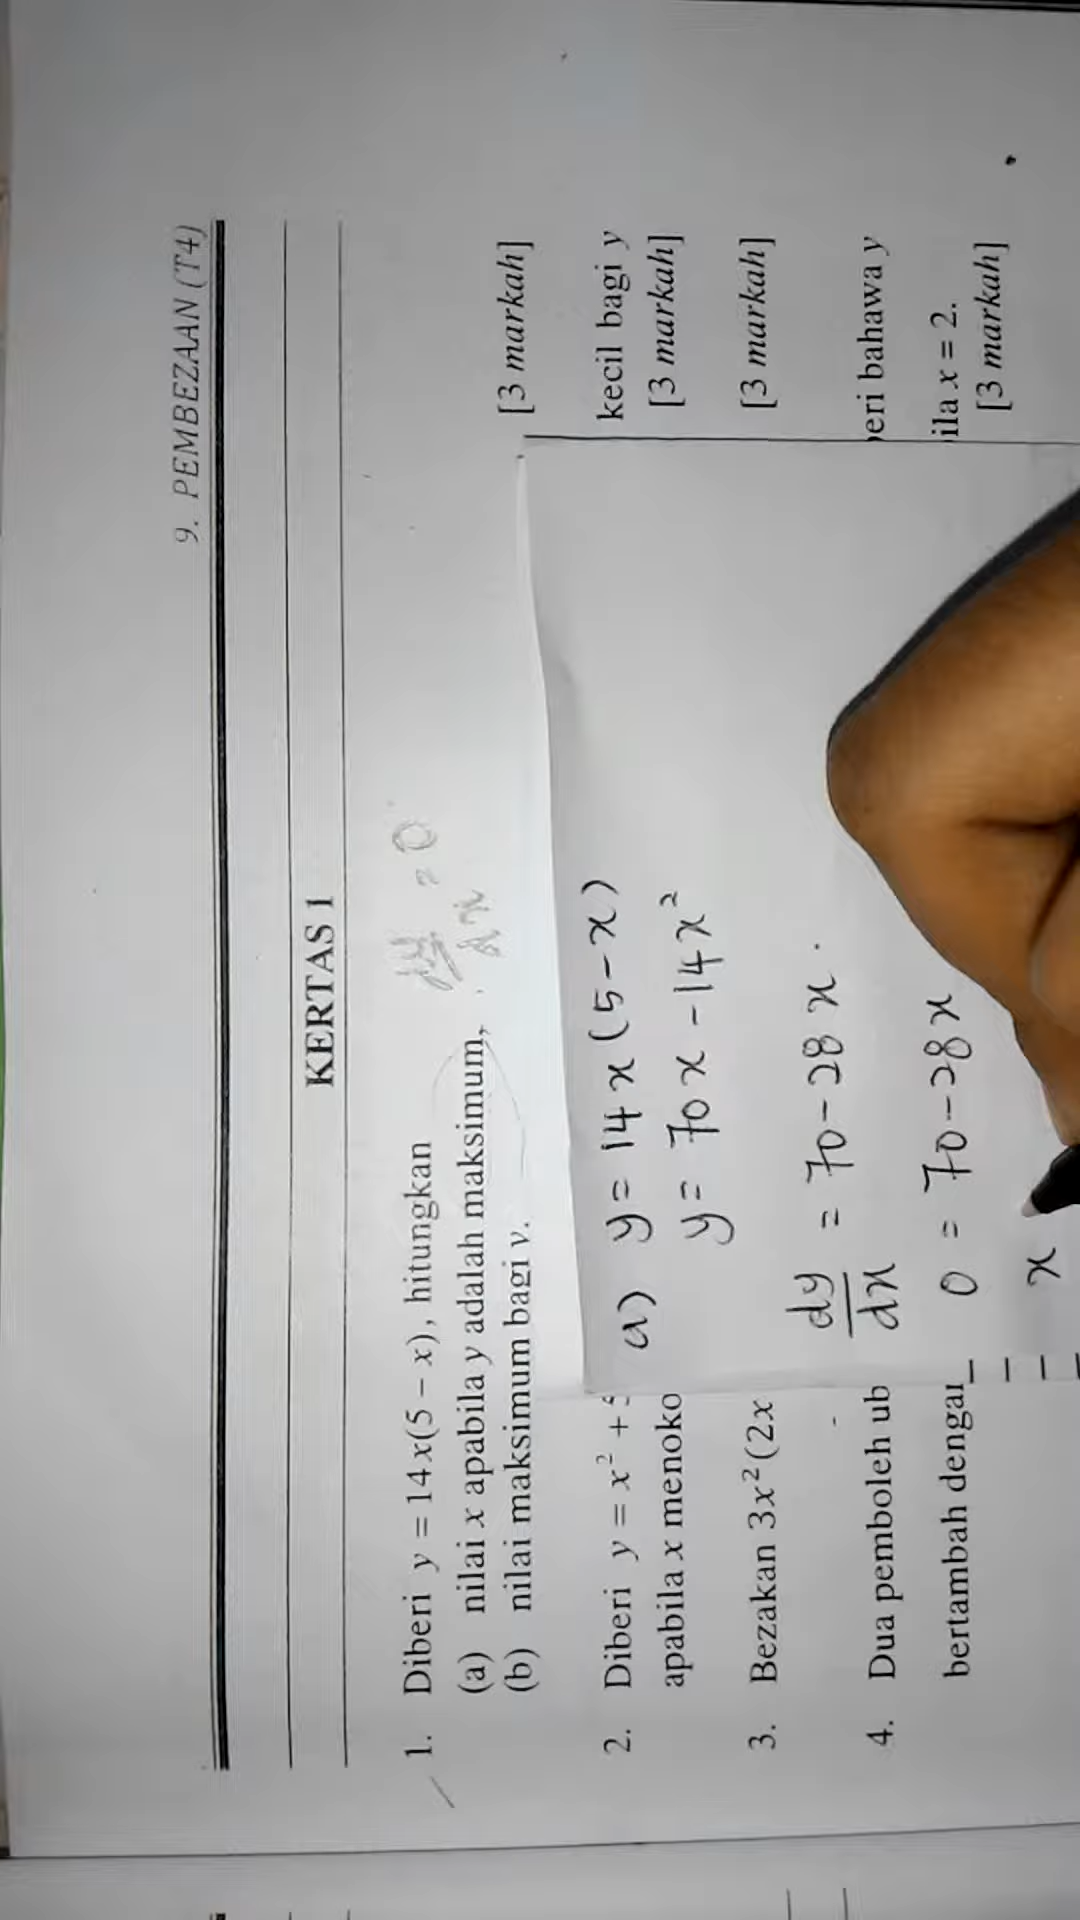 9. PEMBEZAAN (T4)
KERTAS 1
1. Diberi y = 14x(5 − x), hitungkan
(a) nilai x apabila y adalah maksimum,
dy/dx = 0
(b) nilai maksimum bagi y.
[3 markah]
2. Diberi y = x² +
kecil bagi y
apabila x menoko
[3 markah]
3. Bezakan 3x²(2x
[3 markah]
4. Dua pemboleh ub
eri bahawa y
bertambah dengan
ila x = 2.
[3 markah]
a) y = 14x(5-x)
y = 70x - 14x²
dy/dx = 70 - 28x.
0 = 70 - 28x
x